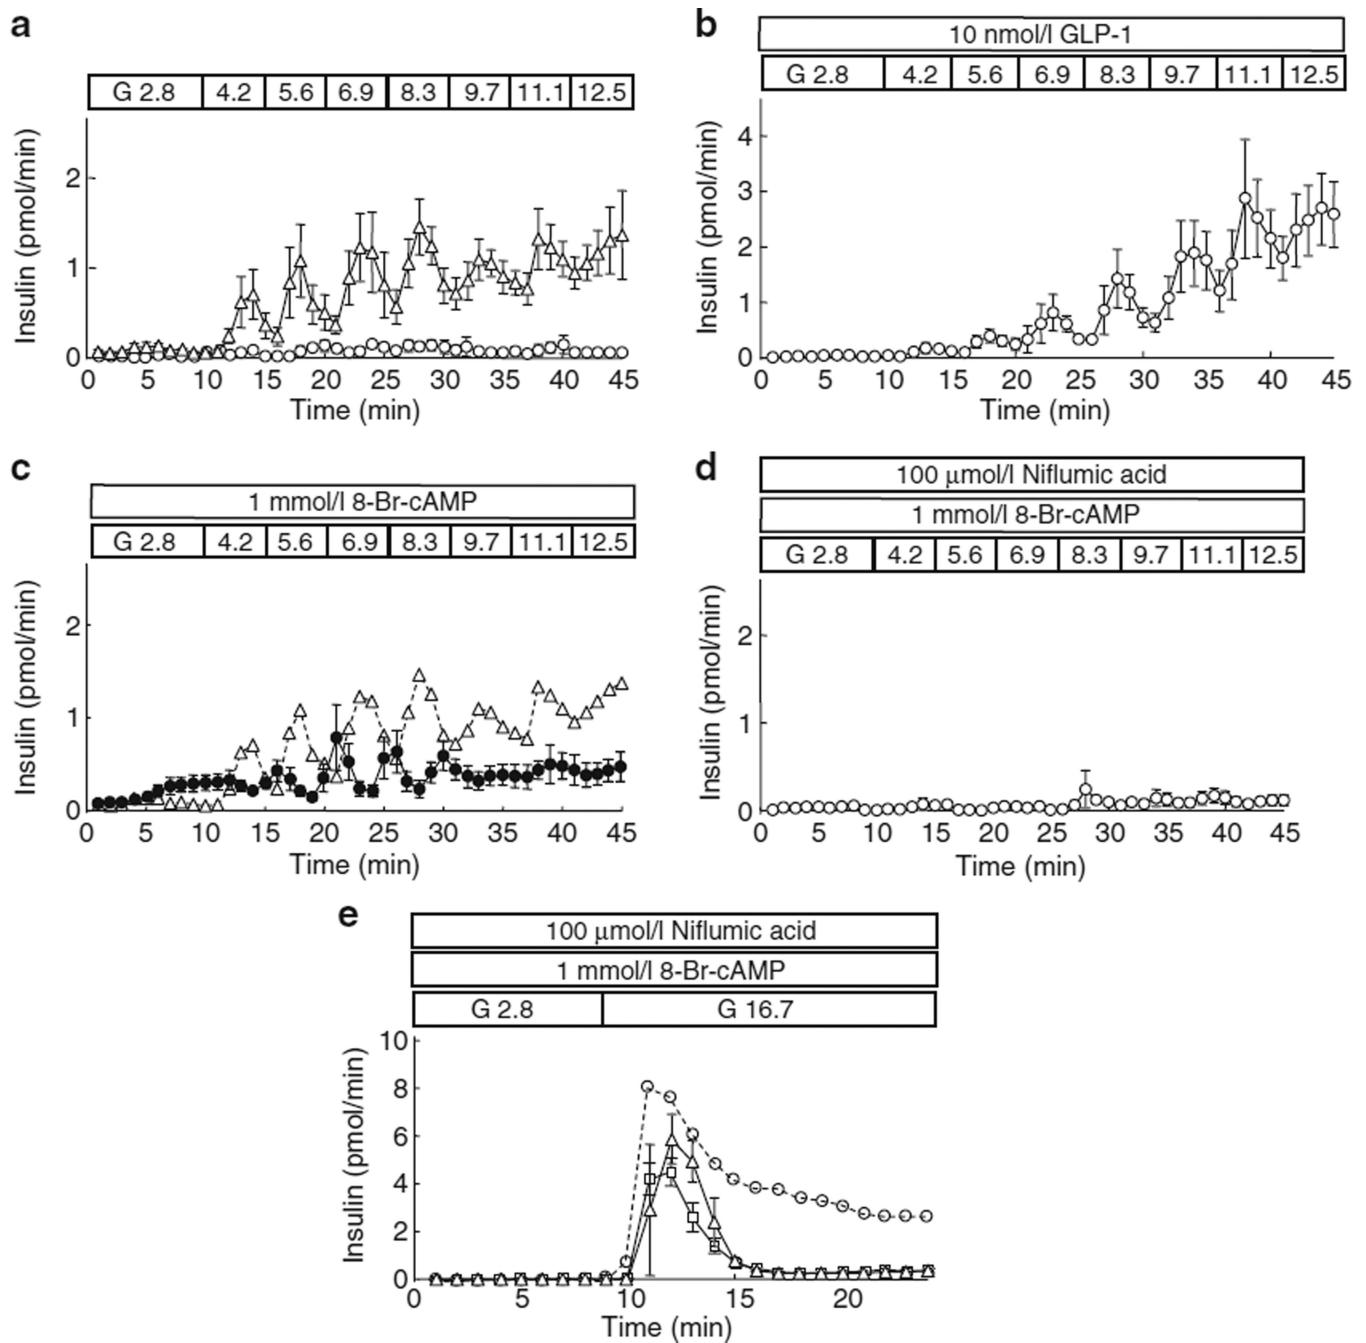 a
G 2.8 4.2 5.6 6.9 8.3 9.7 11.1 12.5
Insulin (pmol/min)
2
1
0
0 5 10 15 20 25 30 35 40 45
Time (min)
b
10 nmol/l GLP-1
G 2.8 4.2 5.6 6.9 8.3 9.7 11.1 12.5
Insulin (pmol/min)
4
3
2
1
0
0 5 10 15 20 25 30 35 40 45
Time (min)
c
1 mmol/l 8-Br-cAMP
G 2.8 4.2 5.6 6.9 8.3 9.7 11.1 12.5
Insulin (pmol/min)
2
1
0
0 5 10 15 20 25 30 35 40 45
Time (min)
d
100 μmol/l Niflumic acid
1 mmol/l 8-Br-cAMP
G 2.8 4.2 5.6 6.9 8.3 9.7 11.1 12.5
Insulin (pmol/min)
2
1
0
0 5 10 15 20 25 30 35 40 45
Time (min)
e
100 μmol/l Niflumic acid
1 mmol/l 8-Br-cAMP
G 2.8 G 16.7
Insulin (pmol/min)
10
8
6
4
2
0
0 5 10 15 20
Time (min)